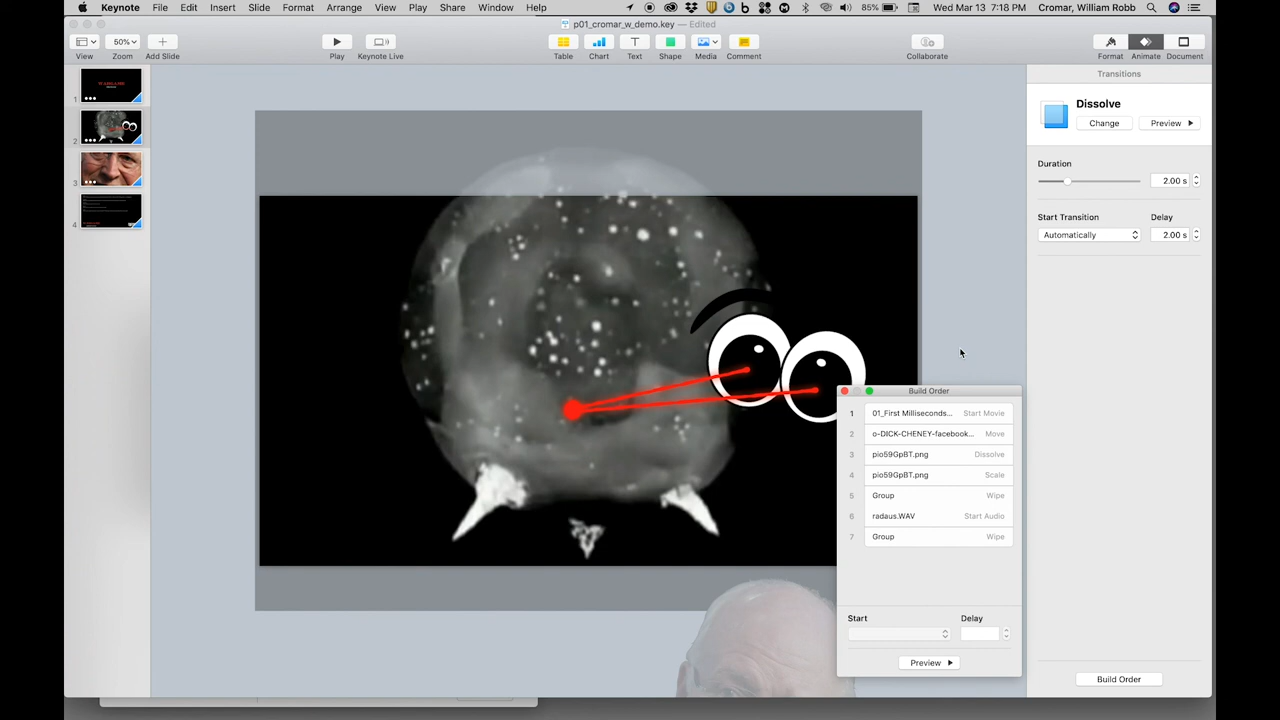 Keynote File Edit Insert Slide Format Arrange View Play Share Window Help 85% Wed Mar 13 7:18 PM Cromar, William Robb
p01_cromar_w_demo.key — Edited
50%
View Zoom Add Slide Play Keynote Live Table Chart Text Shape Media Comment Collaborate Format Animate Document
Transitions
Dissolve
Change Preview
Duration
2.00 s
Start Transition Delay
Automatically 2.00 s
1
2
3
4
Build Order
1 01_First Milliseconds... Start Movie
2 o-DICK-CHENEY-facebook... Move
3 pio59GpBT.png Dissolve
4 pio59GpBT.png Scale
5 Group Wipe
6 radaus.WAV Start Audio
7 Group Wipe
Start Delay
Preview
Build Order